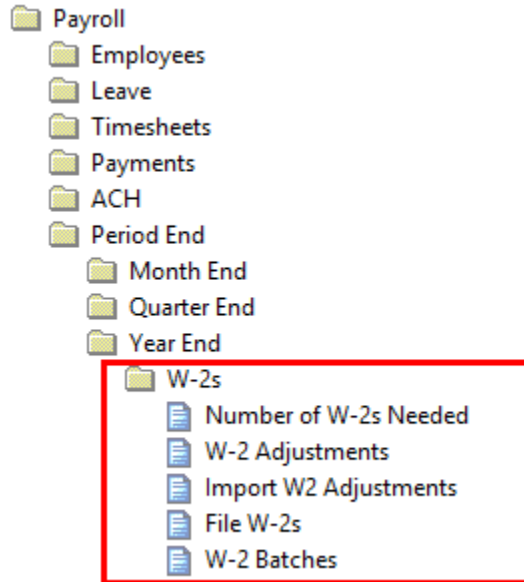 Payroll
Employees
Leave
Timesheets
Payments
ACH
Period End
Month End
Quarter End
Year End
W-2s
Number of W-2s Needed
W-2 Adjustments
Import W2 Adjustments
File W-2s
W-2 Batches